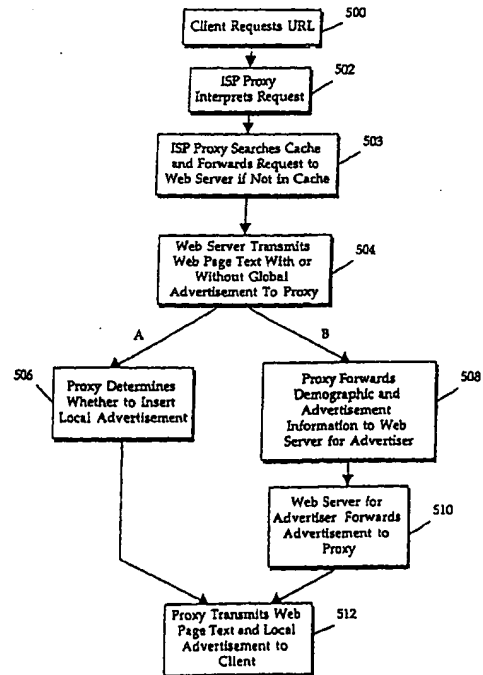 Client Requests URL
500
ISP Proxy
Interprets Request
502
ISP Proxy Searches Cache
and Forwards Request to
Web Server if Not in Cache
503
Web Server Transmits
Web Page Text With or
Without Global
Advertisement To Proxy
504
A
B
506
Proxy Determines
Whether to Insert
Local Advertisement
Proxy Forwards
Demographic and
Advertisement
Information to Web
Server for Advertiser
508
Web Server for
Advertiser Forwards
Advertisement to
Proxy
510
Proxy Transmits Web
Page Text and Local
Advertisement to
Client
512